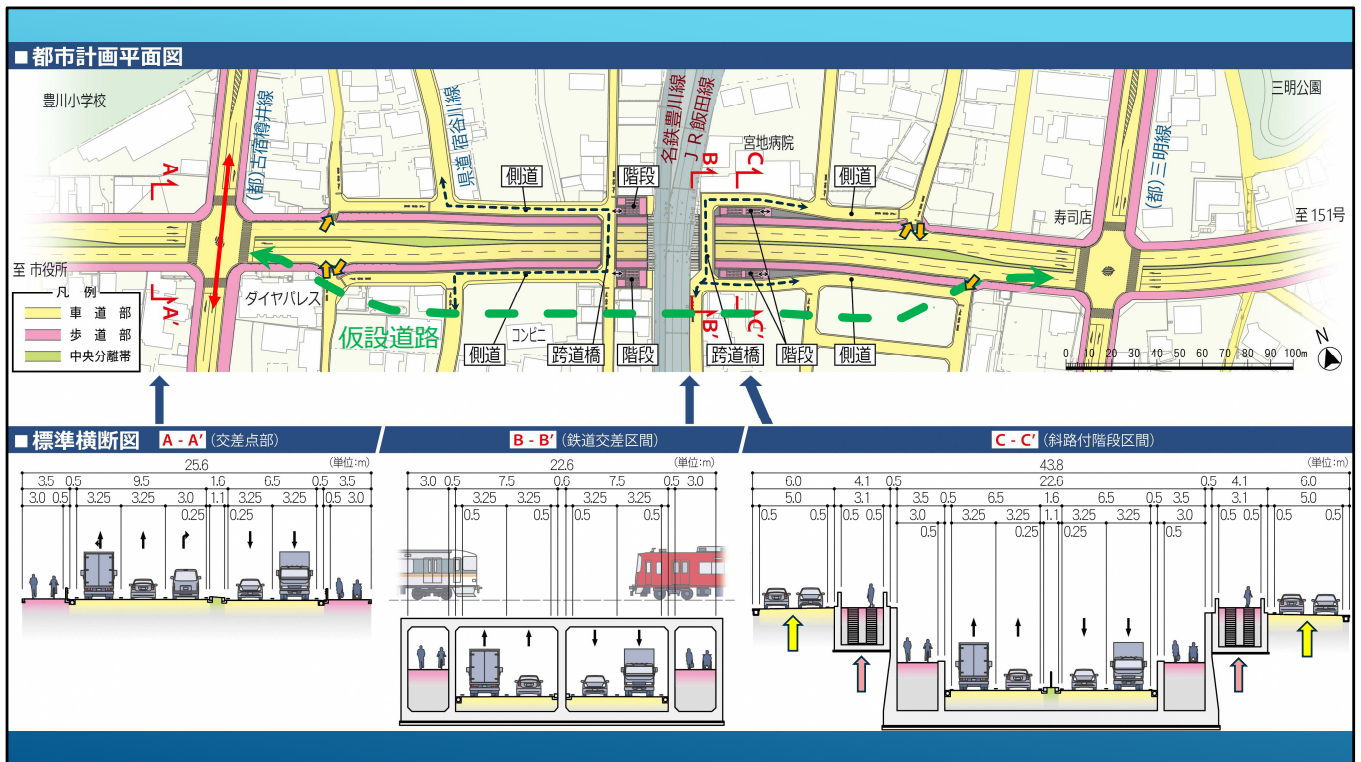 ■都市計画平面図
豊川小学校
(都)古宿樽井線
県道 宿谷川線
名鉄豊川線
JR飯田線
宮地病院
三明公園
(都)三明線
A
B
C
側道
階段
側道
寿司店
至 151号
至 市役所
凡 例
車 道 部
歩 道 部
中央分離帯
A'
ダイヤパレス
仮設道路
コンビニ
B'
C'
側道
跨道橋
階段
跨道橋
階段
側道
0 10 20 30 40 50 60 70 80 90 100m
N
■標準横断図
A - A' (交差点部)
B - B' (鉄道交差区間)
C - C' (斜路付階段区間)
25.6 (単位:m)
3.5 0.5 9.5 1.6 6.5 0.5 3.5
3.0 0.5 3.25 3.25 3.0 1.1 3.25 3.25 0.5 3.0
0.25 0.25
22.6 (単位:m)
3.0 0.5 7.5 0.6 7.5 0.5 3.0
3.25 3.25 3.25 3.25
0.5 0.5 0.5 0.5
43.8 (単位:m)
6.0 4.1 0.5 22.6 0.5 4.1 6.0
5.0 3.1 3.5 0.5 6.5 1.6 6.5 0.5 3.5 3.1 5.0
0.5 0.5 0.5 0.5 3.0 3.25 3.25 1.1 3.25 3.25 3.0 0.5 0.5 0.5 0.5
0.5 0.25 0.25 0.5